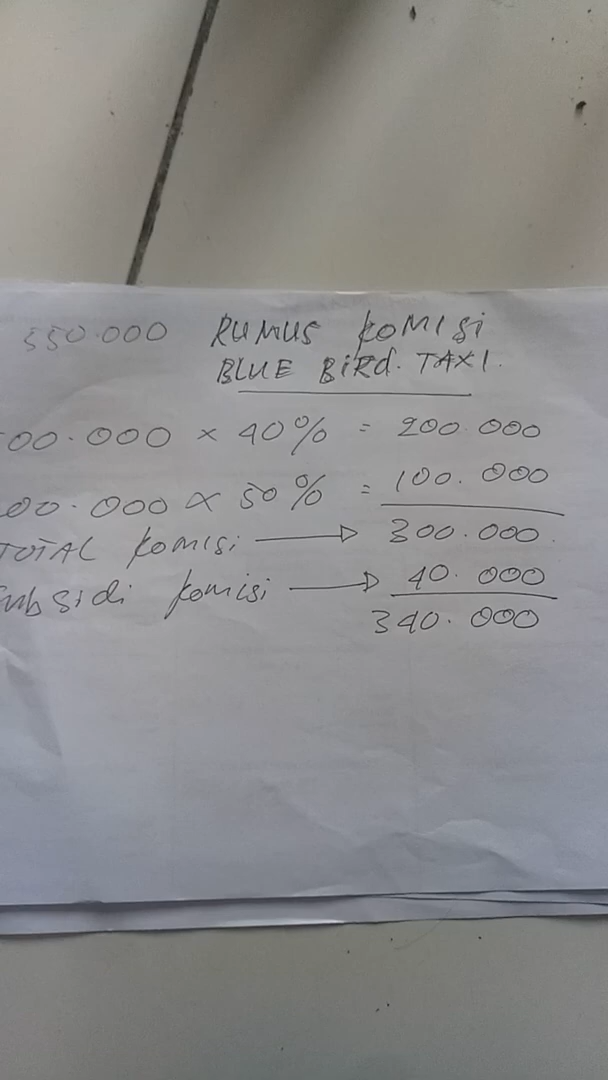 550.000 RUMUS KOMISI
BLUE BIRd. TAXI.
00.000 x 40% = 200.000
00.000 x 50% = 100.000
TOTAL KOMISI → 300.000.
Subsidi komisi → 40.000
340.000